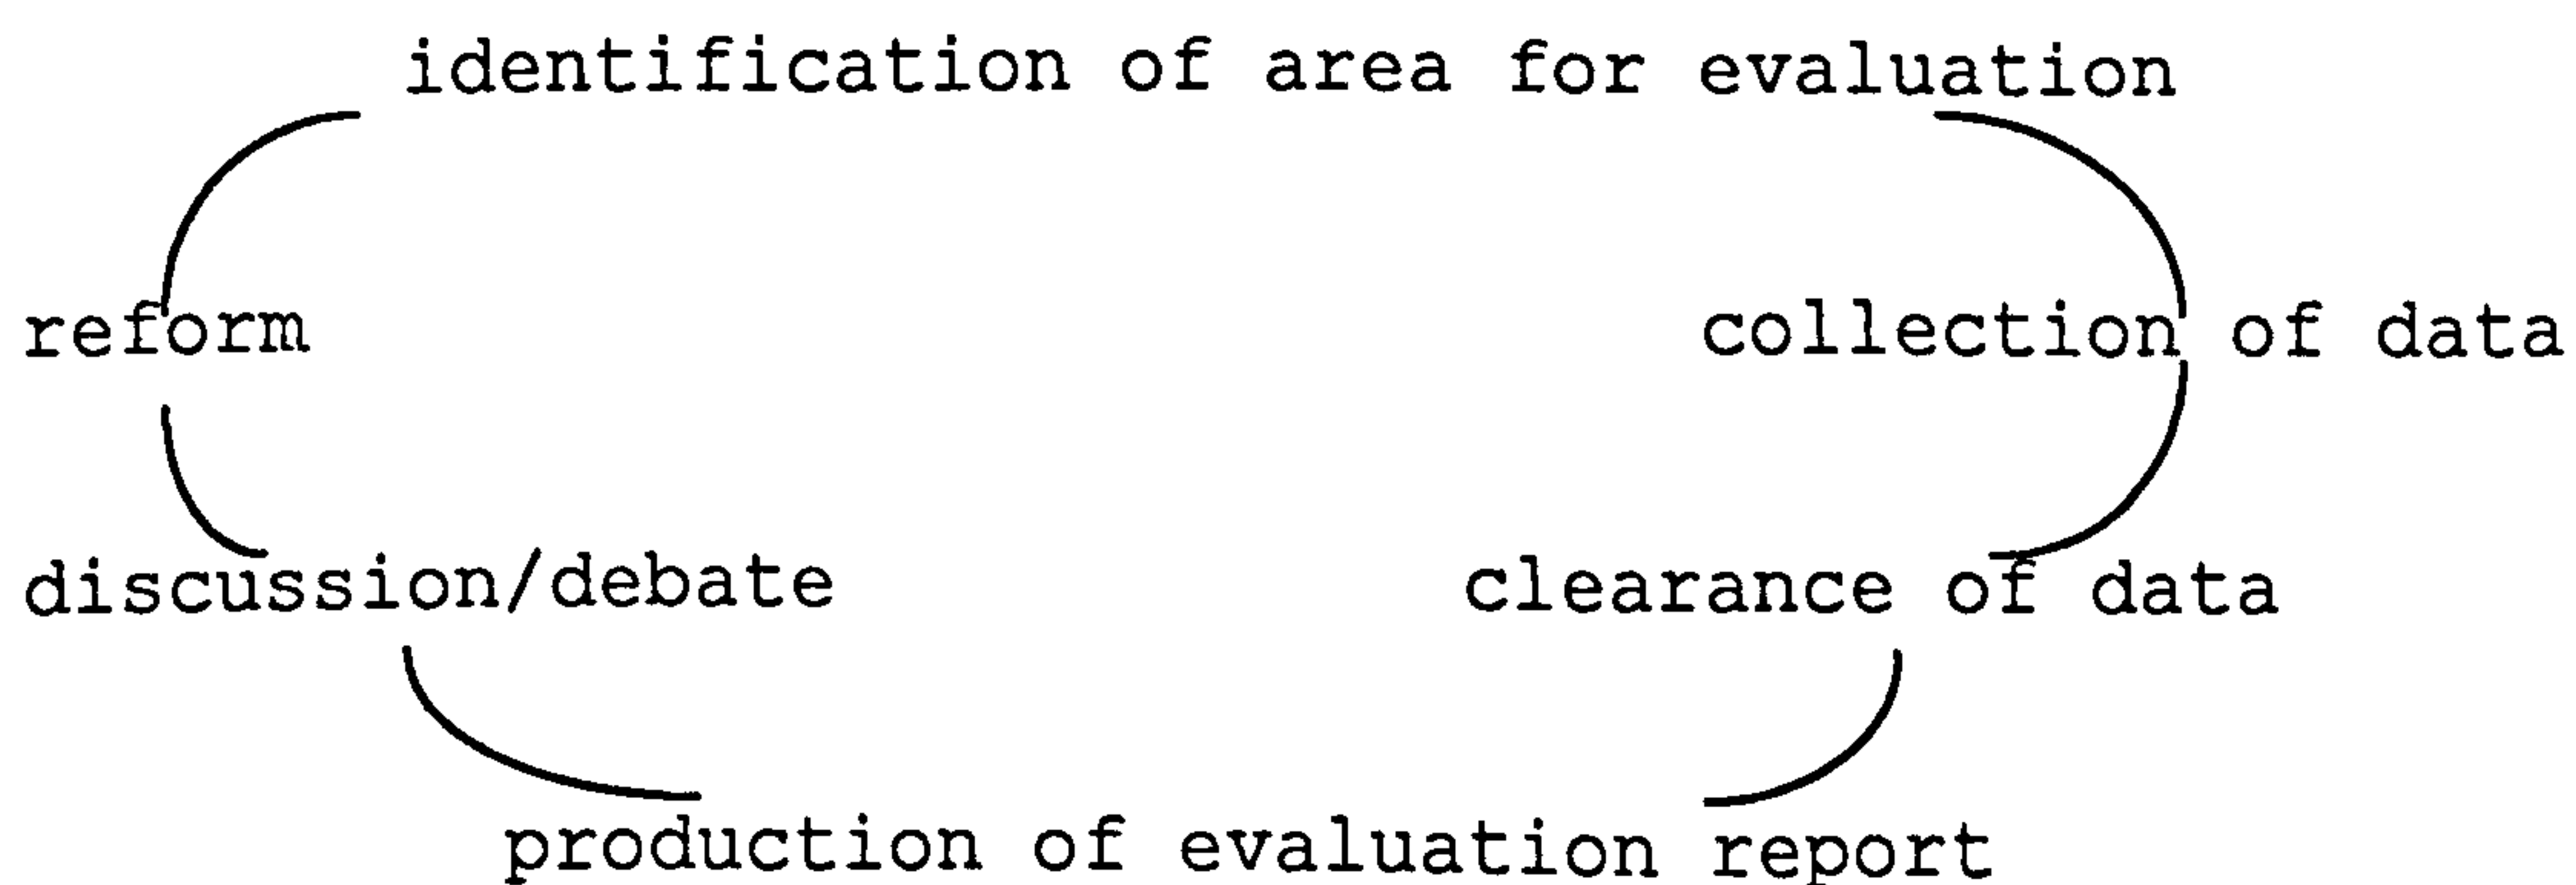 identification of area for evaluation
reform
collection of data
discussion/debate
clearance of data
production of evaluation report